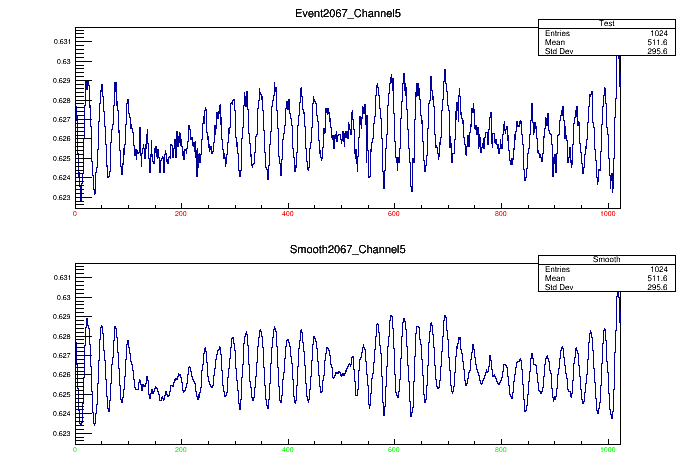 Event2067_Channel5
Test
Entries 1024
Mean 511.6
Std Dev 295.6
0.631
0.63
0.629
0.628
0.627
0.626
0.625
0.624
0.623
0 200 400 600 800 1000
Smooth2067_Channel5
Smooth
Entries 1024
Mean 511.6
Std Dev 295.6
0.631
0.63
0.629
0.628
0.627
0.626
0.625
0.624
0.623
0 200 400 600 800 1000